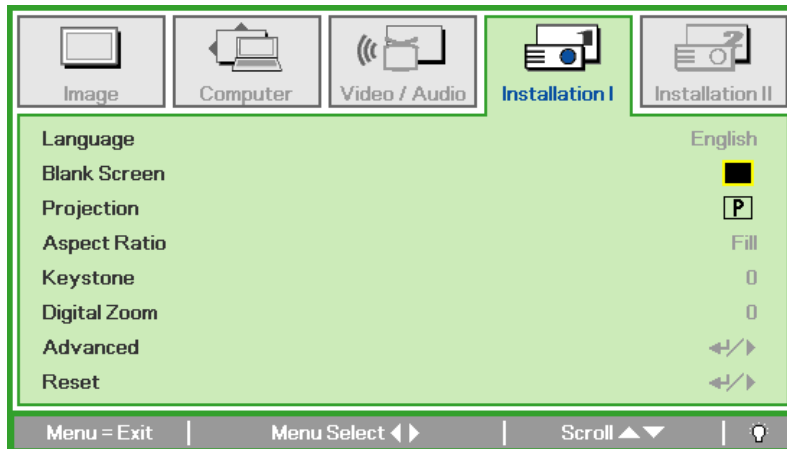 Image Computer Video / Audio Installation I Installation II
Language English
Blank Screen
Projection P
Aspect Ratio Fill
Keystone 0
Digital Zoom 0
Advanced
Reset
Menu = Exit Menu Select Scroll